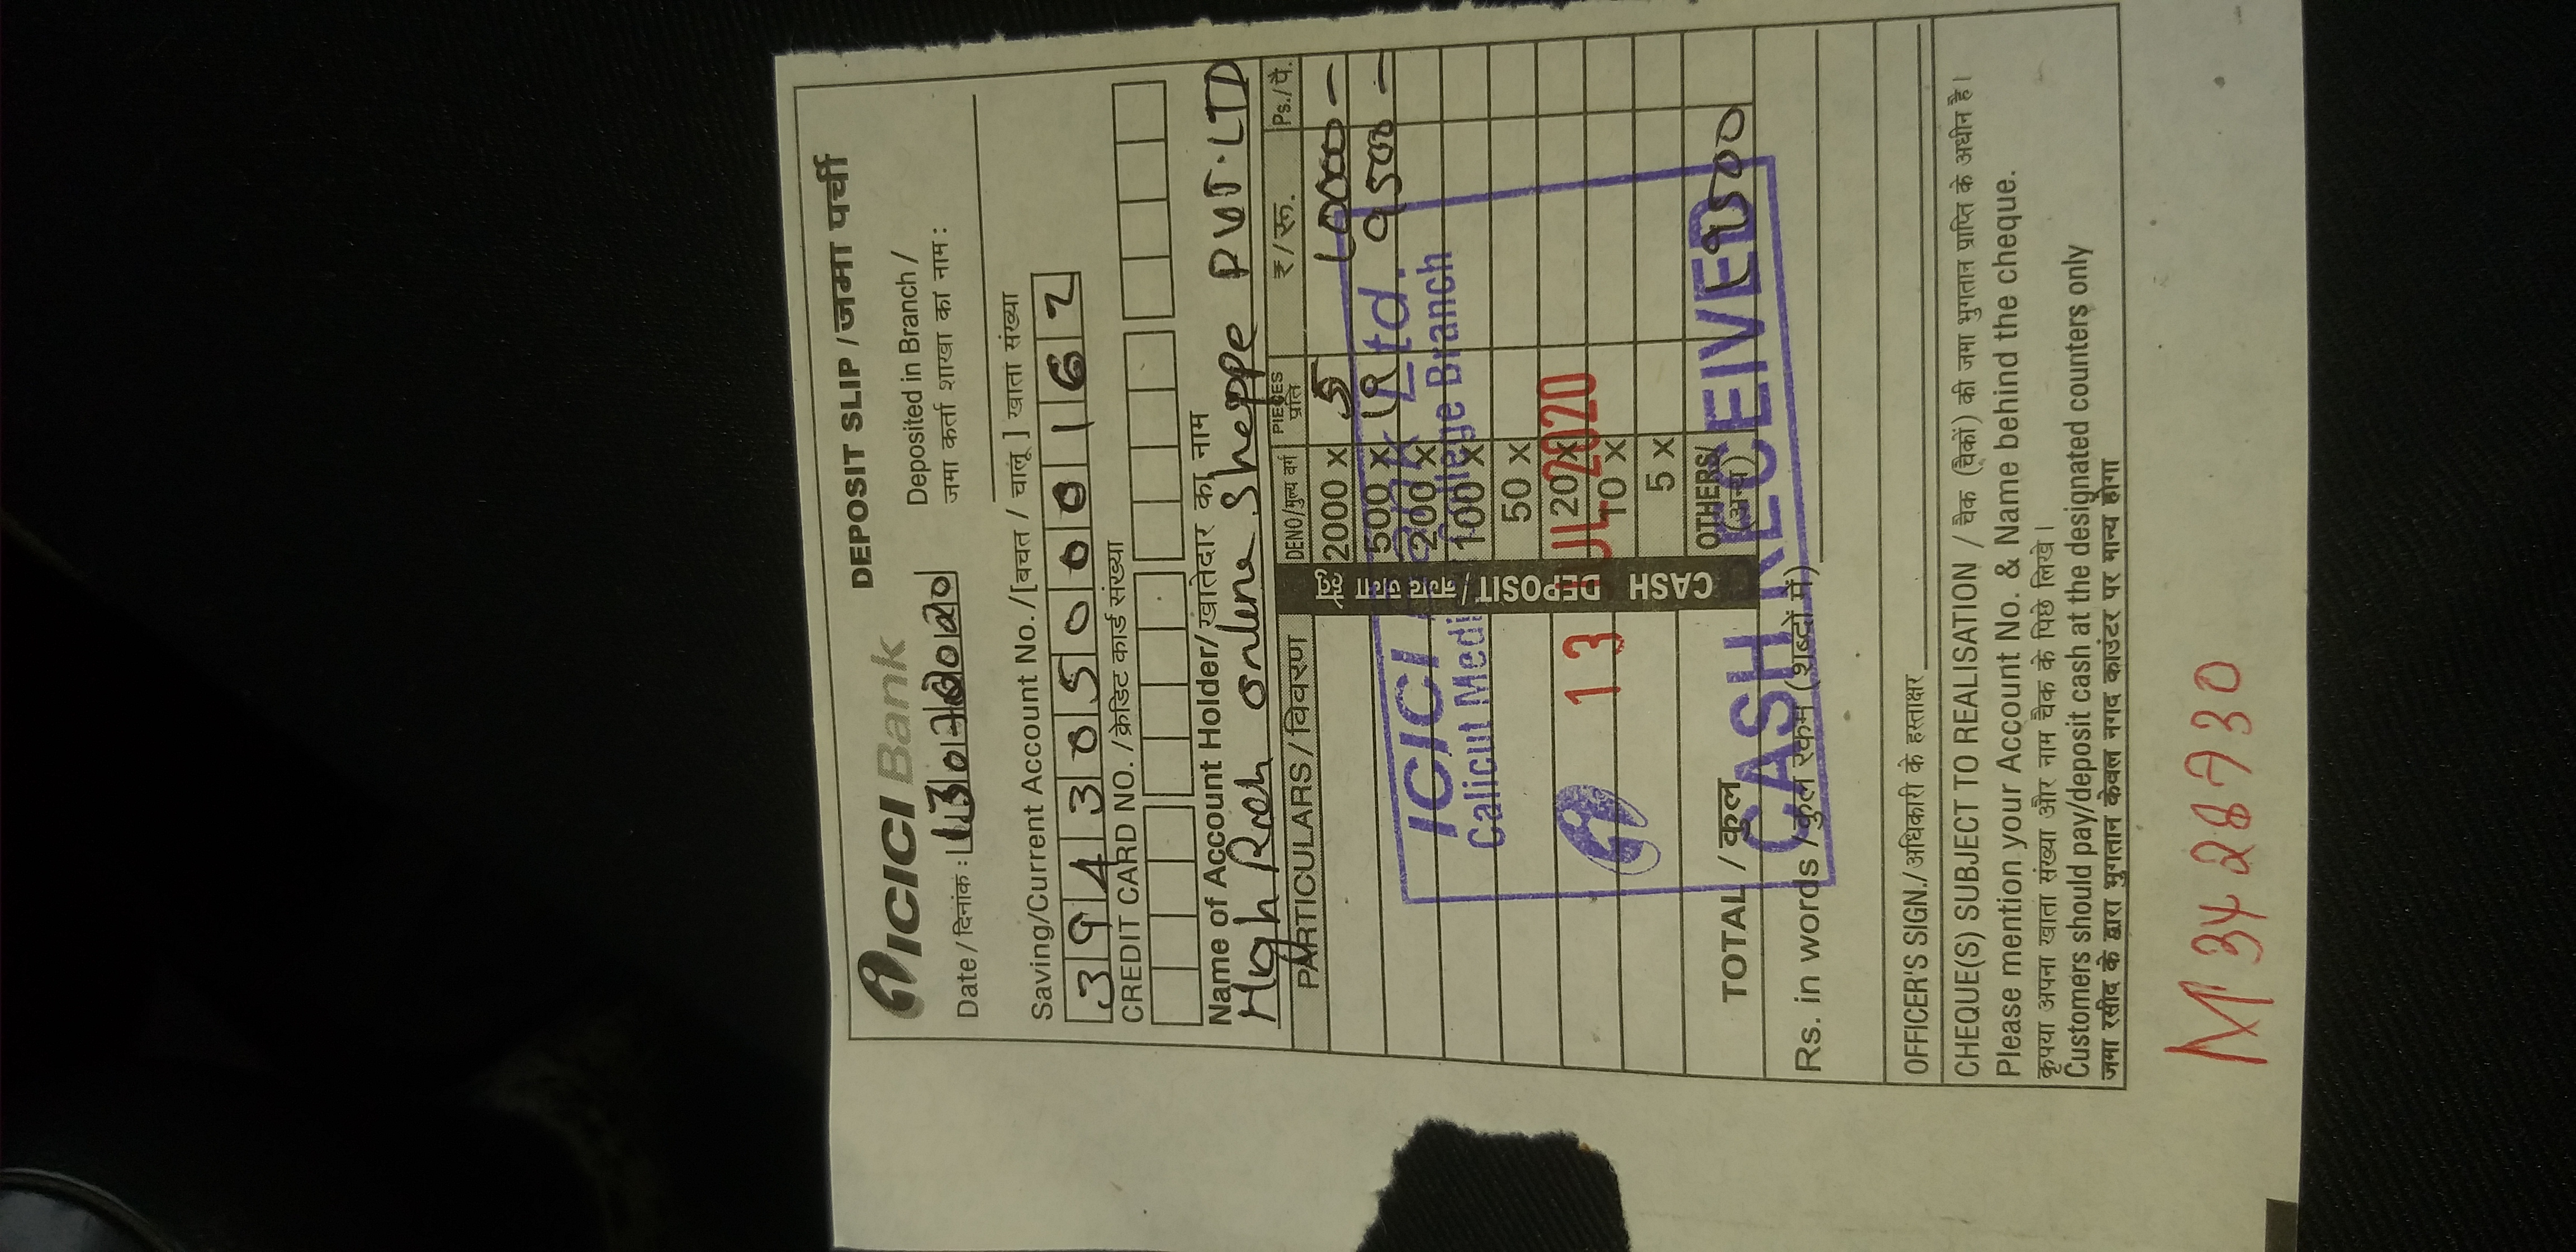 ICICI Bank
DEPOSIT SLIP / जमा पर्ची
Deposited in Branch /
जमा कर्ता शाखा का नाम :
Date / दिनांक : 13072020
Saving/Current Account No. /[बचत / चालू ] खाता संख्या
394305000162
CREDIT CARD NO. / क्रेडिट कार्ड संख्या
Name of Account Holder/ खातेदार का नाम
High Rich Online Shoppe PVT. LTD
PARTICULARS / विवरण
CASH DEPOSIT / नगद जमा हेतु
DENO/मुल्य वर्ग PIECES प्रति ₹ / रू. Ps./ पै.
2000 x 5 10000 —
500 x 19 9500 —
200 x
100 x
50 x
20 x
10 x
5 x
OTHERS/ (अन्य)
TOTAL / कुल 19500
ICICI Bank Ltd.
Calicut Medical College Branch
13 JUL 2020
CASH RECEIVED
Rs. in words / कुल रकम (शब्दों में)
OFFICER'S SIGN./ अधिकारी के हस्ताक्षर
CHEQUE(S) SUBJECT TO REALISATION / चैक (चैकों) की जमा भुगतान प्राप्ति के अधीन है।
Please mention your Account No. & Name behind the cheque.
कृपया अपना खाता संख्या और नाम चैक के पिछे लिखे।
Customers should pay/deposit cash at the designated counters only
जमा रसीद के द्वारा भुगतान केवल नगद काउंटर पर मान्य होगा
M3428730